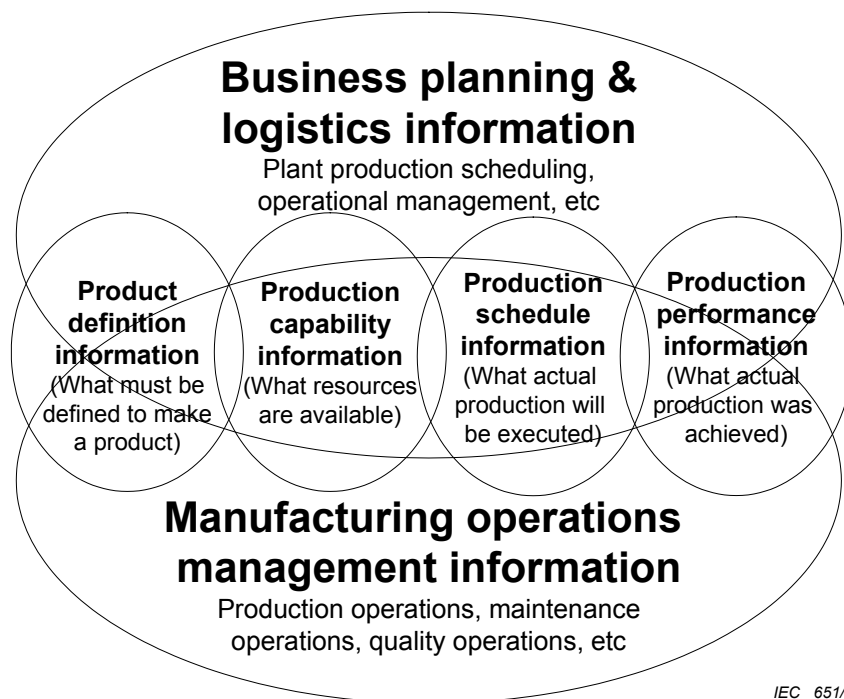 Business planning &
logistics information
Plant production scheduling,
operational management, etc
Product
definition
information
(What must be
defined to make
a product)
Production
capability
information
(What resources
are available)
Production
schedule
information
(What actual
production will
be executed)
Production
performance
information
(What actual
production was
achieved)
Manufacturing operations
management information
Production operations, maintenance
operations, quality operations, etc
IEC 651/